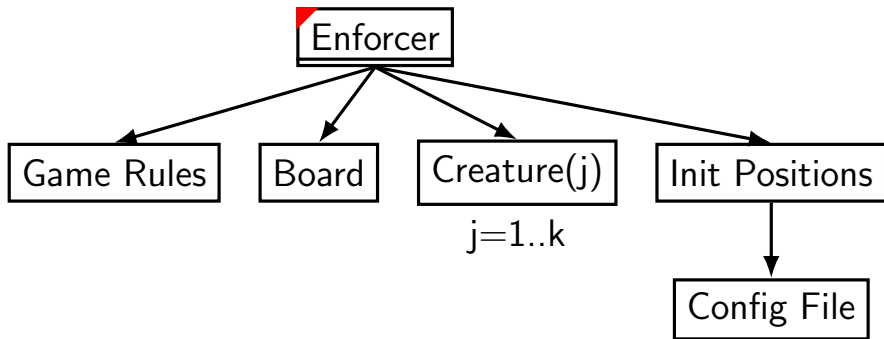 Enforcer
Game Rules
Board
Creature(j)
Init Positions
j=1..k
Config File